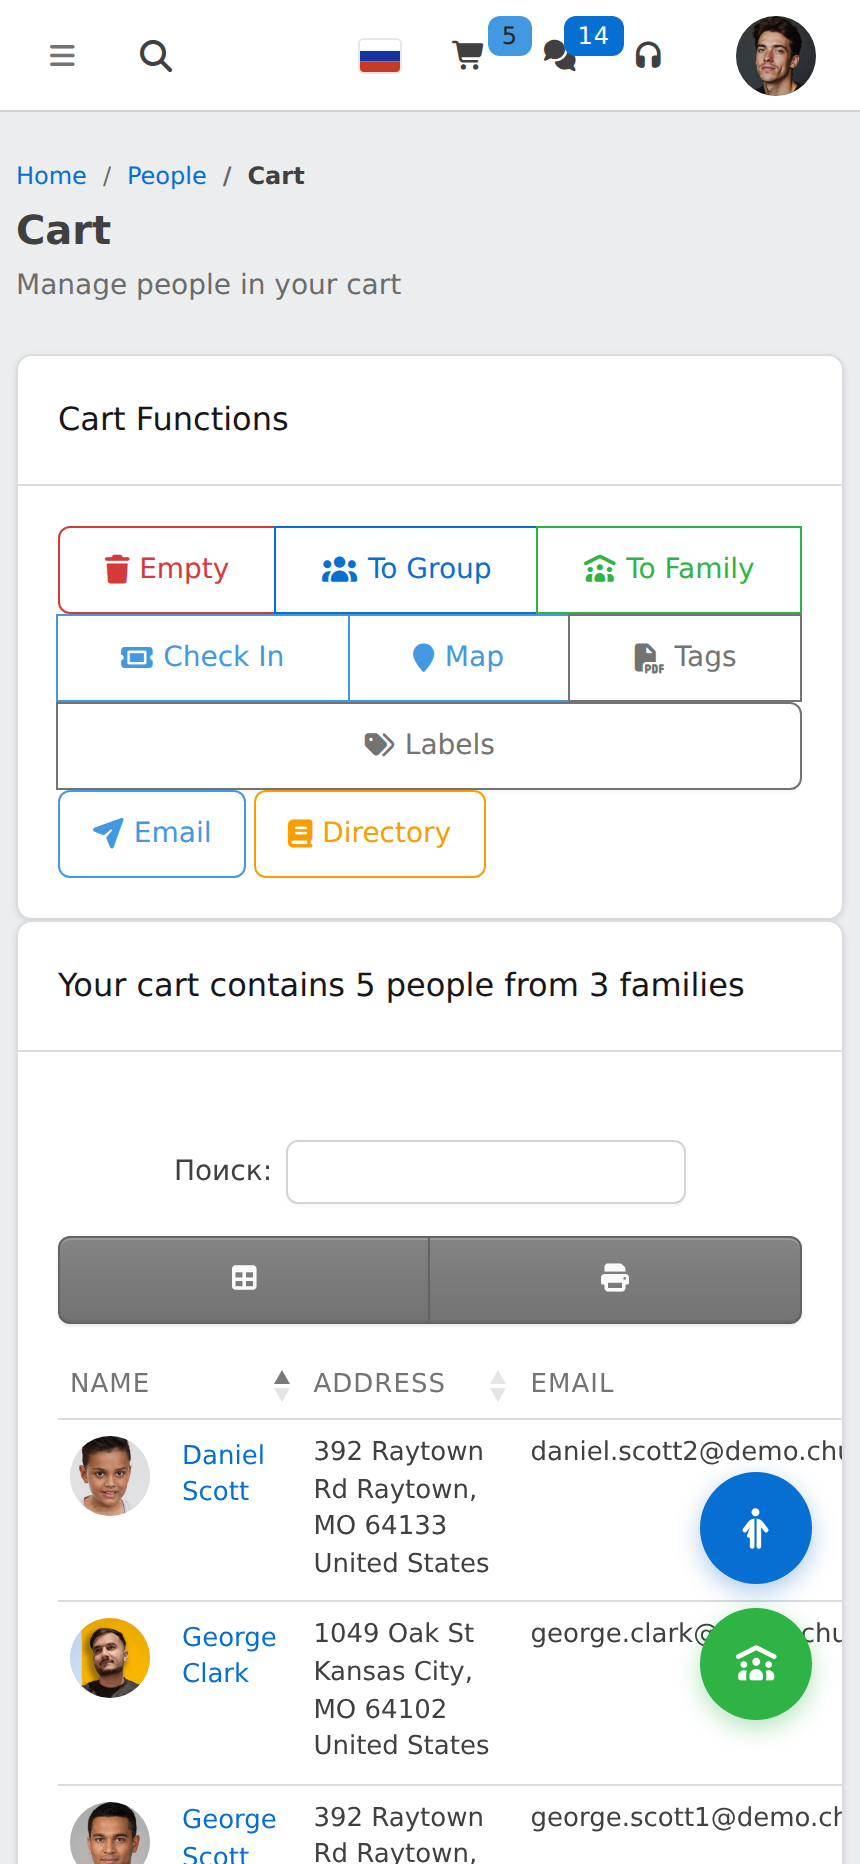 5
14
Home / People / Cart
Cart
Manage people in your cart
Cart Functions
Empty
To Group
To Family
Check In
Map
PDF Tags
Labels
Email
Directory
Your cart contains 5 people from 3 families
Поиск:
NAME ADDRESS EMAIL
Daniel Scott
392 Raytown
Rd Raytown,
MO 64133
United States
daniel.scott2@demo.chu
George Clark
1049 Oak St
Kansas City,
MO 64102
United States
george.clark@
George Scott
392 Raytown
Rd Raytown,
george.scott1@demo.ch